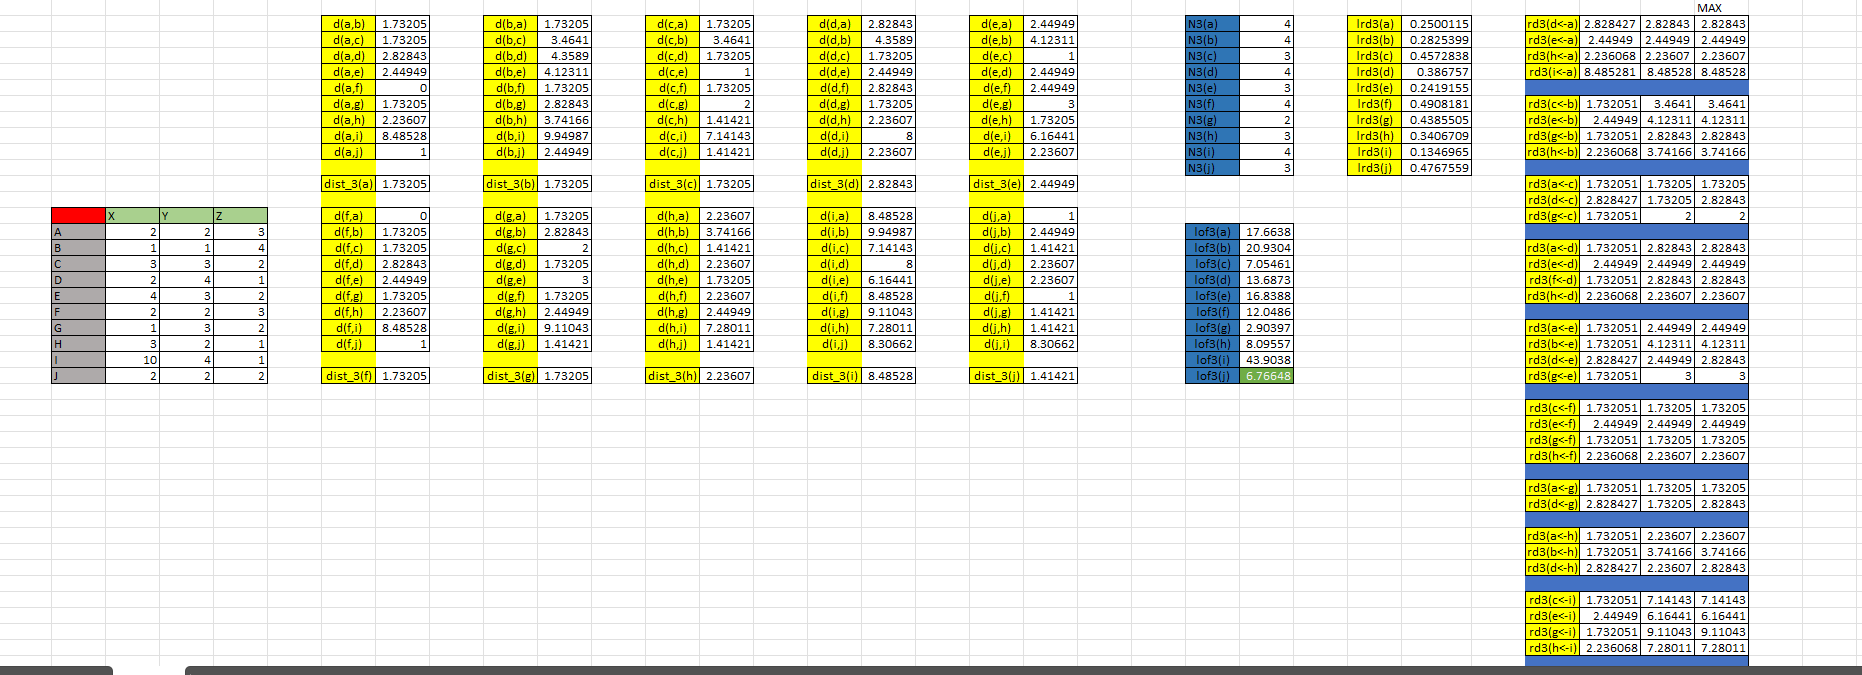 MAX
d(a,b) 1.73205 d(b,a) 1.73205 d(c,a) 1.73205 d(d,a) 2.82843 d(e,a) 2.44949 N3(a) 4 lrd3(a) 0.2500115 rd3(d<-a) 2.828427 2.82843 2.82843
d(a,c) 1.73205 d(b,c) 3.4641 d(c,b) 3.4641 d(d,b) 4.3589 d(e,b) 4.12311 N3(b) 4 lrd3(b) 0.2825399 rd3(e<-a) 2.44949 2.44949 2.44949
d(a,d) 2.82843 d(b,d) 4.3589 d(c,d) 1.73205 d(d,c) 1.73205 d(e,c) 1 N3(c) 3 lrd3(c) 0.4572838 rd3(h<-a) 2.236068 2.23607 2.23607
d(a,e) 2.44949 d(b,e) 4.12311 d(c,e) 1 d(d,e) 2.44949 d(e,d) 2.44949 N3(d) 4 lrd3(d) 0.386757 rd3(i<-a) 8.485281 8.48528 8.48528
d(a,f) 0 d(b,f) 1.73205 d(c,f) 1.73205 d(d,f) 2.82843 d(e,f) 2.44949 N3(e) 3 lrd3(e) 0.2419155
d(a,g) 1.73205 d(b,g) 2.82843 d(c,g) 2 d(d,g) 1.73205 d(e,g) 3 N3(f) 4 lrd3(f) 0.4908181 rd3(c<-b) 1.732051 3.4641 3.4641
d(a,h) 2.23607 d(b,h) 3.74166 d(c,h) 1.41421 d(d,h) 2.23607 d(e,h) 1.73205 N3(g) 2 lrd3(g) 0.4385505 rd3(e<-b) 2.44949 4.12311 4.12311
d(a,i) 8.48528 d(b,i) 9.94987 d(c,i) 7.14143 d(d,i) 8 d(e,i) 6.16441 N3(h) 3 lrd3(h) 0.3406709 rd3(g<-b) 1.732051 2.82843 2.82843
d(a,j) 1 d(b,j) 2.44949 d(c,j) 1.41421 d(d,j) 2.23607 d(e,j) 2.23607 N3(i) 4 lrd3(i) 0.1346965 rd3(h<-b) 2.236068 3.74166 3.74166
N3(j) 3 lrd3(j) 0.4767559
dist_3(a) 1.73205 dist_3(b) 1.73205 dist_3(c) 1.73205 dist_3(d) 2.82843 dist_3(e) 2.44949 rd3(a<-c) 1.732051 1.73205 1.73205
rd3(d<-c) 2.828427 1.73205 2.82843
X Y Z d(f,a) 0 d(g,a) 1.73205 d(h,a) 2.23607 d(i,a) 8.48528 d(j,a) 1 rd3(g<-c) 1.732051 2 2
A 2 2 3 d(f,b) 1.73205 d(g,b) 2.82843 d(h,b) 3.74166 d(i,b) 9.94987 d(j,b) 2.44949 lof3(a) 17.6638
B 1 1 4 d(f,c) 1.73205 d(g,c) 2 d(h,c) 1.41421 d(i,c) 7.14143 d(j,c) 1.41421 lof3(b) 20.9304 rd3(a<-d) 1.732051 2.82843 2.82843
C 3 3 2 d(f,d) 2.82843 d(g,d) 1.73205 d(h,d) 2.23607 d(i,d) 8 d(j,d) 2.23607 lof3(c) 7.05461 rd3(e<-d) 2.44949 2.44949 2.44949
D 2 4 1 d(f,e) 2.44949 d(g,e) 3 d(h,e) 1.73205 d(i,e) 6.16441 d(j,e) 2.23607 lof3(d) 13.6873 rd3(f<-d) 1.732051 2.82843 2.82843
E 4 3 2 d(f,g) 1.73205 d(g,f) 1.73205 d(h,f) 2.23607 d(i,f) 8.48528 d(j,f) 1 lof3(e) 16.8388 rd3(h<-d) 2.236068 2.23607 2.23607
F 2 2 3 d(f,h) 2.23607 d(g,h) 2.44949 d(h,g) 2.44949 d(i,g) 9.11043 d(j,g) 1.41421 lof3(f) 12.0486
G 1 3 2 d(f,i) 8.48528 d(g,i) 9.11043 d(h,i) 7.28011 d(i,h) 7.28011 d(j,h) 1.41421 lof3(g) 2.90397 rd3(a<-e) 1.732051 2.44949 2.44949
H 3 2 1 d(f,j) 1 d(g,j) 1.41421 d(h,j) 1.41421 d(i,j) 8.30662 d(j,i) 8.30662 lof3(h) 8.09557 rd3(b<-e) 1.732051 4.12311 4.12311
I 10 4 1 lof3(i) 43.9038 rd3(d<-e) 2.828427 2.44949 2.82843
J 2 2 2 dist_3(f) 1.73205 dist_3(g) 1.73205 dist_3(h) 2.23607 dist_3(i) 8.48528 dist_3(j) 1.41421 lof3(j) 6.76648 rd3(g<-e) 1.732051 3 3
rd3(c<-f) 1.732051 1.73205 1.73205
rd3(e<-f) 2.44949 2.44949 2.44949
rd3(g<-f) 1.732051 1.73205 1.73205
rd3(h<-f) 2.236068 2.23607 2.23607
rd3(a<-g) 1.732051 1.73205 1.73205
rd3(d<-g) 2.828427 1.73205 2.82843
rd3(a<-h) 1.732051 2.23607 2.23607
rd3(b<-h) 1.732051 3.74166 3.74166
rd3(d<-h) 2.828427 2.23607 2.82843
rd3(c<-i) 1.732051 7.14143 7.14143
rd3(e<-i) 2.44949 6.16441 6.16441
rd3(g<-i) 1.732051 9.11043 9.11043
rd3(h<-i) 2.236068 7.28011 7.28011